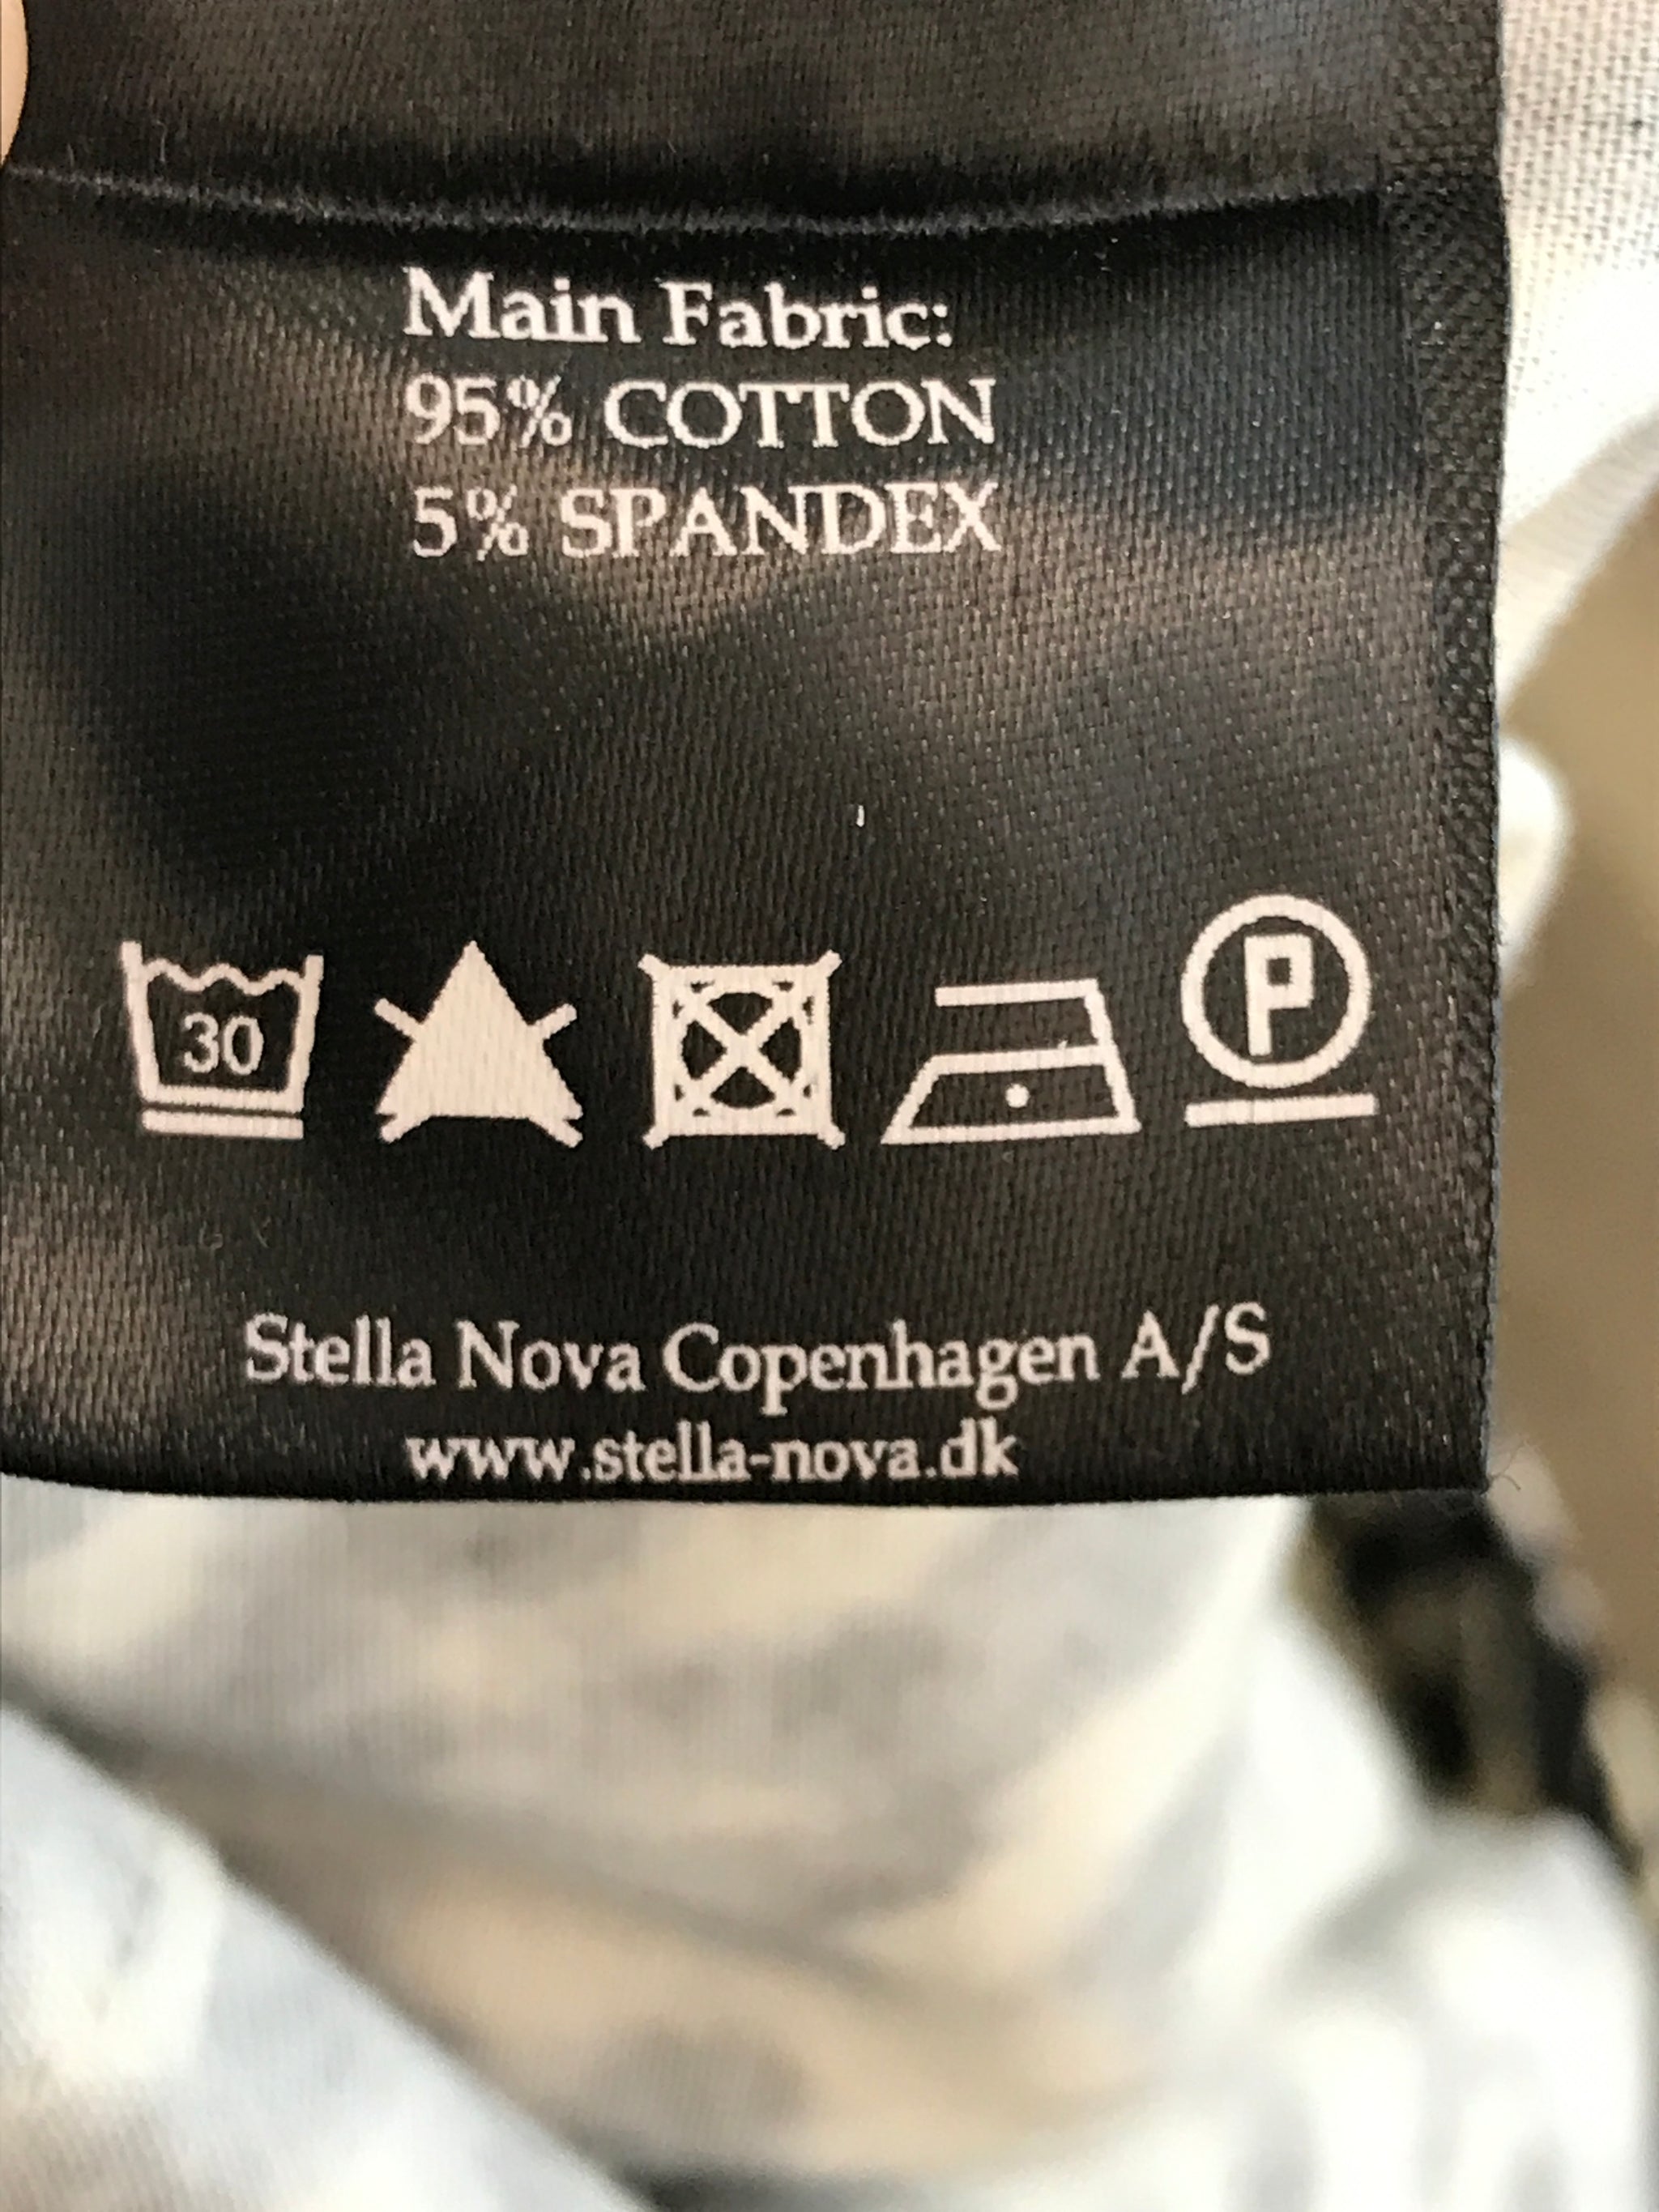 Main Fabric:
95% COTTON
5% SPANDEX
30
P
Stella Nova Copenhagen A/S
www.stella-nova.dk